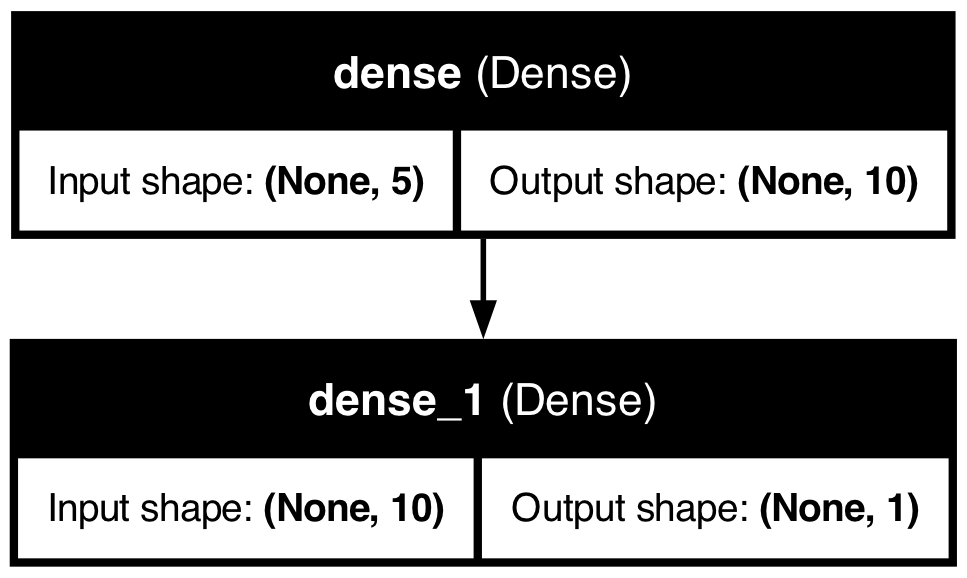 dense (Dense)
Input shape: (None, 5) Output shape: (None, 10)
dense_1 (Dense)
Input shape: (None, 10) Output shape: (None, 1)